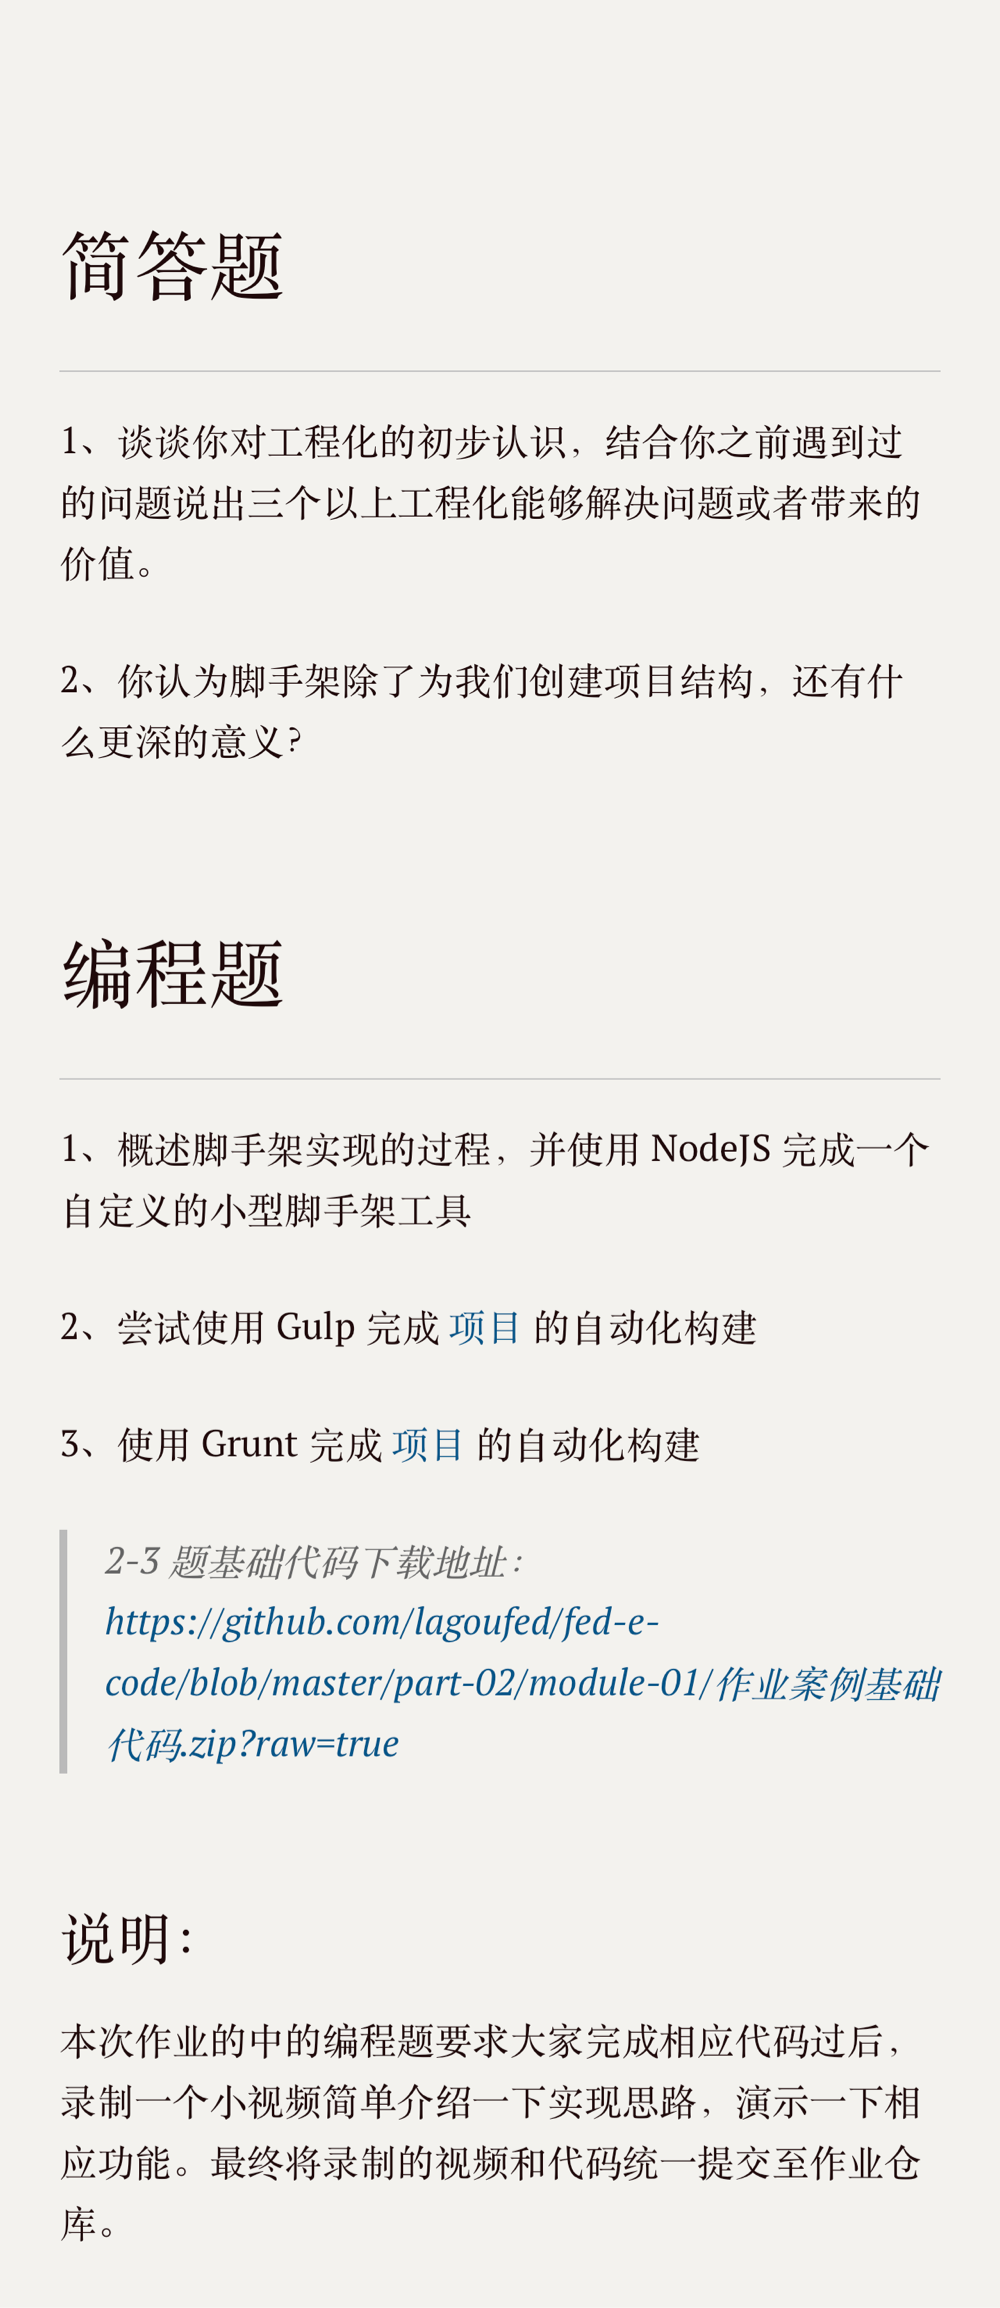 简答题
1、谈谈你对工程化的初步认识，结合你之前遇到过
的问题说出三个以上工程化能够解决问题或者带来的
价值。
2、你认为脚手架除了为我们创建项目结构，还有什
么更深的意义？
编程题
1、概述脚手架实现的过程，并使用 NodeJS 完成一个
自定义的小型脚手架工具
2、尝试使用 Gulp 完成 项目 的自动化构建
3、使用 Grunt 完成 项目 的自动化构建
2-3 题基础代码下载地址：
https://github.com/lagoufed/fed-e-
code/blob/master/part-02/module-01/作业案例基础
代码.zip?raw=true
说明：
本次作业的中的编程题要求大家完成相应代码过后，
录制一个小视频简单介绍一下实现思路，演示一下相
应功能。最终将录制的视频和代码统一提交至作业仓
库。